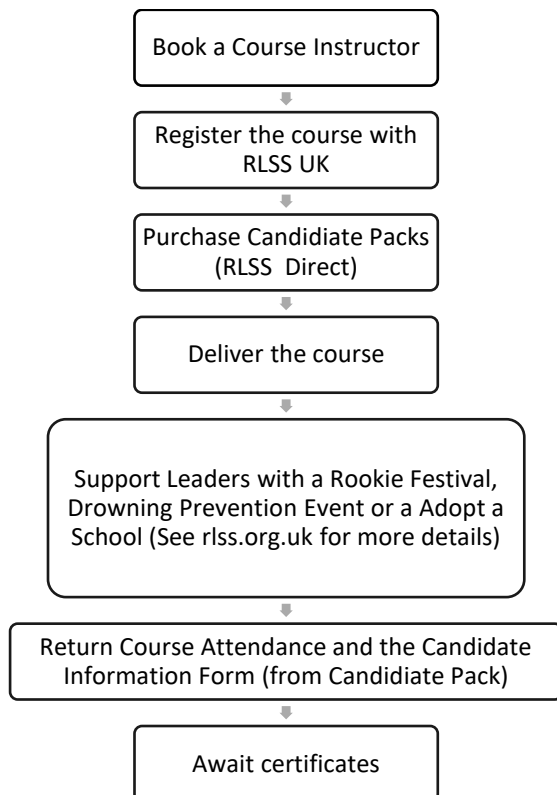 Book a Course Instructor
Register the course with
RLSS UK
Purchase Candidiate Packs
(RLSS  Direct)
Deliver the course
Support Leaders with a Rookie Festival,
Drowning Prevention Event or a Adopt a
School (See rlss.org.uk for more details)
Return Course Attendance and the Candidate
Information Form (from Candidiate Pack)
Await certificates